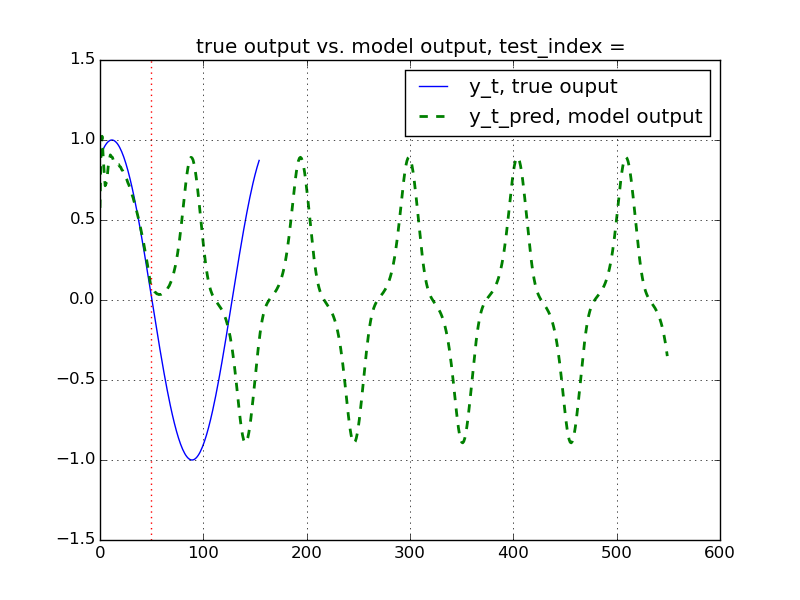 true output vs. model output, test_index =
y_t, true ouput
y_t_pred, model output
1.5
1.0
0.5
0.0
−0.5
−1.0
−1.5
0 100 200 300 400 500 600